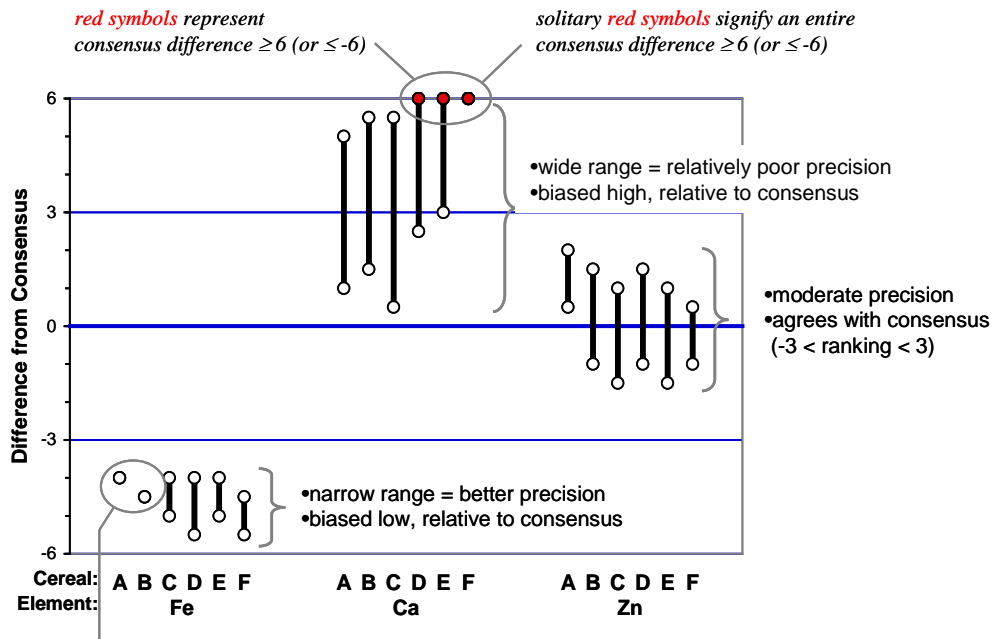 red symbols represent
consensus difference ≥6 (or ≤-6)
solitary red symbols signify an entire
consensus difference ≥6 (or ≤-6)
Difference from Consensus
6
3
0
-3
-6
•wide range = relatively poor precision
•biased high, relative to consensus
•moderate precision
•agrees with consensus
(-3 < ranking < 3)
•narrow range = better precision
•biased low, relative to consensus
Cereal: A B C D E F A B C D E F A B C D E F
Element: Fe Ca Zn